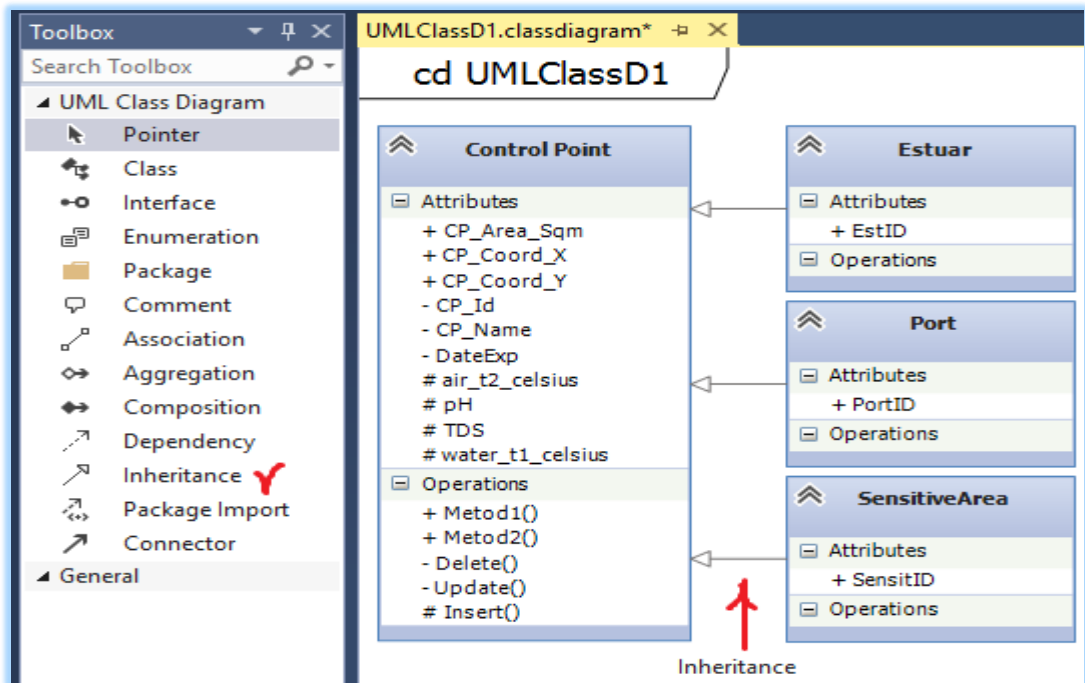 Toolbox
Search Toolbox
UML Class Diagram
Pointer
Class
Interface
Enumeration
Package
Comment
Association
Aggregation
Composition
Dependency
Inheritance
Package Import
Connector
General
UMLClassD1.classdiagram*
cd UMLClassD1
Control Point
Attributes
+ CP_Area_Sqm
+ CP_Coord_X
+ CP_Coord_Y
- CP_Id
- CP_Name
- DateExp
# air_t2_celsius
# pH
# TDS
# water_t1_celsius
Operations
+ Metod1()
+ Metod2()
- Delete()
- Update()
# Insert()
Estuar
Attributes
+ EstID
Operations
Port
Attributes
+ PortID
Operations
SensitiveArea
Attributes
+ SensitID
Operations
Inheritance